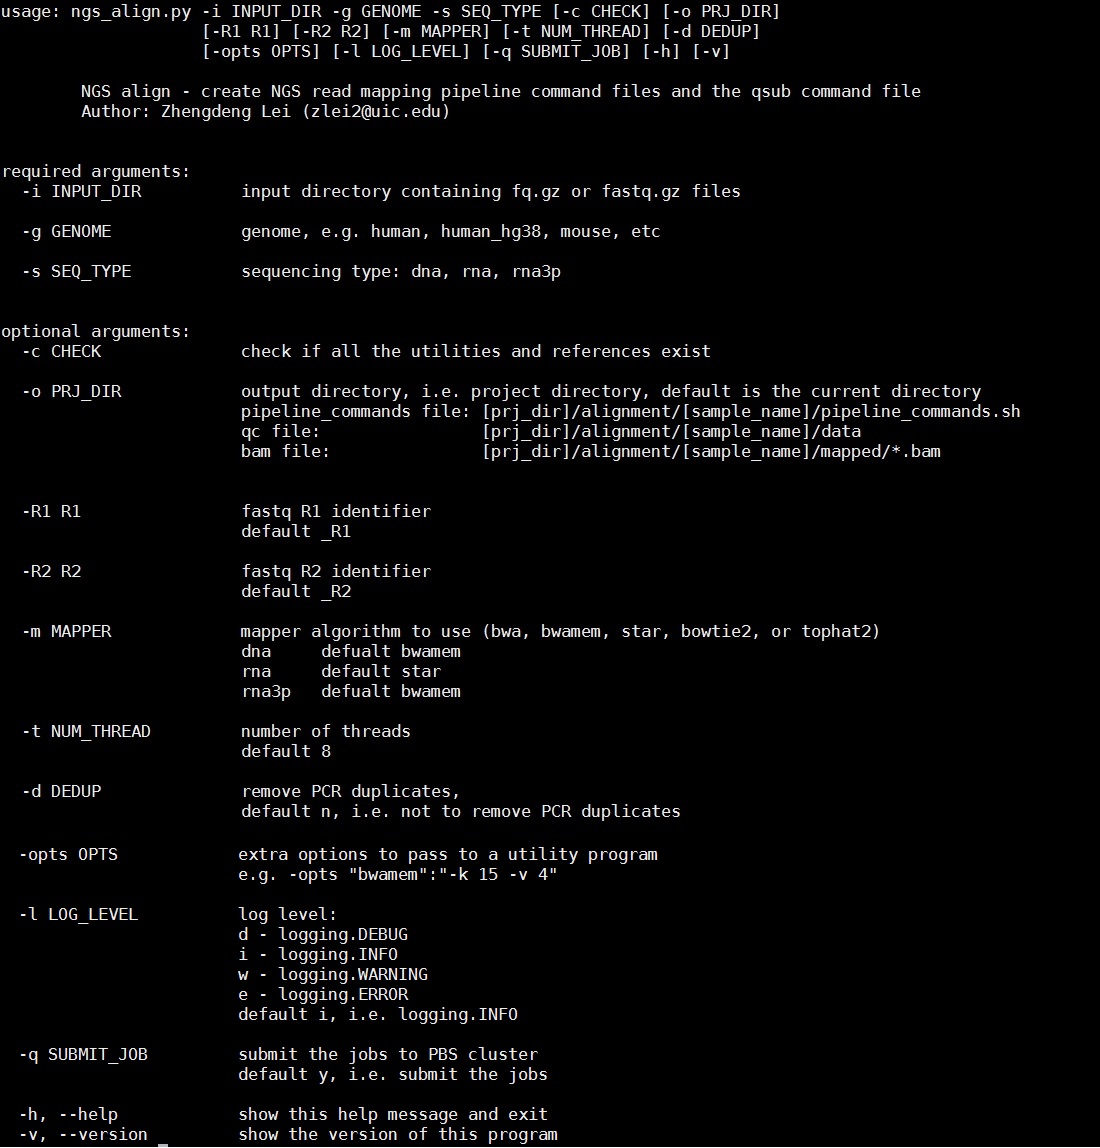 usage: ngs_align.py -i INPUT_DIR -g GENOME -s SEQ_TYPE [-c CHECK] [-o PRJ_DIR]
[-R1 R1] [-R2 R2] [-m MAPPER] [-t NUM_THREAD] [-d DEDUP]
[-opts OPTS] [-l LOG_LEVEL] [-q SUBMIT_JOB] [-h] [-v]
NGS align - create NGS read mapping pipeline command files and the qsub command file
Author: Zhengdeng Lei (zlei2@uic.edu)
required arguments:
-i INPUT_DIR input directory containing fq.gz or fastq.gz files
-g GENOME genome, e.g. human, human_hg38, mouse, etc
-s SEQ_TYPE sequencing type: dna, rna, rna3p
optional arguments:
-c CHECK check if all the utilities and references exist
-o PRJ_DIR output directory, i.e. project directory, default is the current directory
pipeline_commands file: [prj_dir]/alignment/[sample_name]/pipeline_commands.sh
qc file: [prj_dir]/alignment/[sample_name]/data
bam file: [prj_dir]/alignment/[sample_name]/mapped/*.bam
-R1 R1 fastq R1 identifier
default _R1
-R2 R2 fastq R2 identifier
default _R2
-m MAPPER mapper algorithm to use (bwa, bwamem, star, bowtie2, or tophat2)
dna defualt bwamem
rna default star
rna3p defualt bwamem
-t NUM_THREAD number of threads
default 8
-d DEDUP remove PCR duplicates,
default n, i.e. not to remove PCR duplicates
-opts OPTS extra options to pass to a utility program
e.g. -opts "bwamem":"-k 15 -v 4"
-l LOG_LEVEL log level:
d - logging.DEBUG
i - logging.INFO
w - logging.WARNING
e - logging.ERROR
default i, i.e. logging.INFO
-q SUBMIT_JOB submit the jobs to PBS cluster
default y, i.e. submit the jobs
-h, --help show this help message and exit
-v, --version show the version of this program